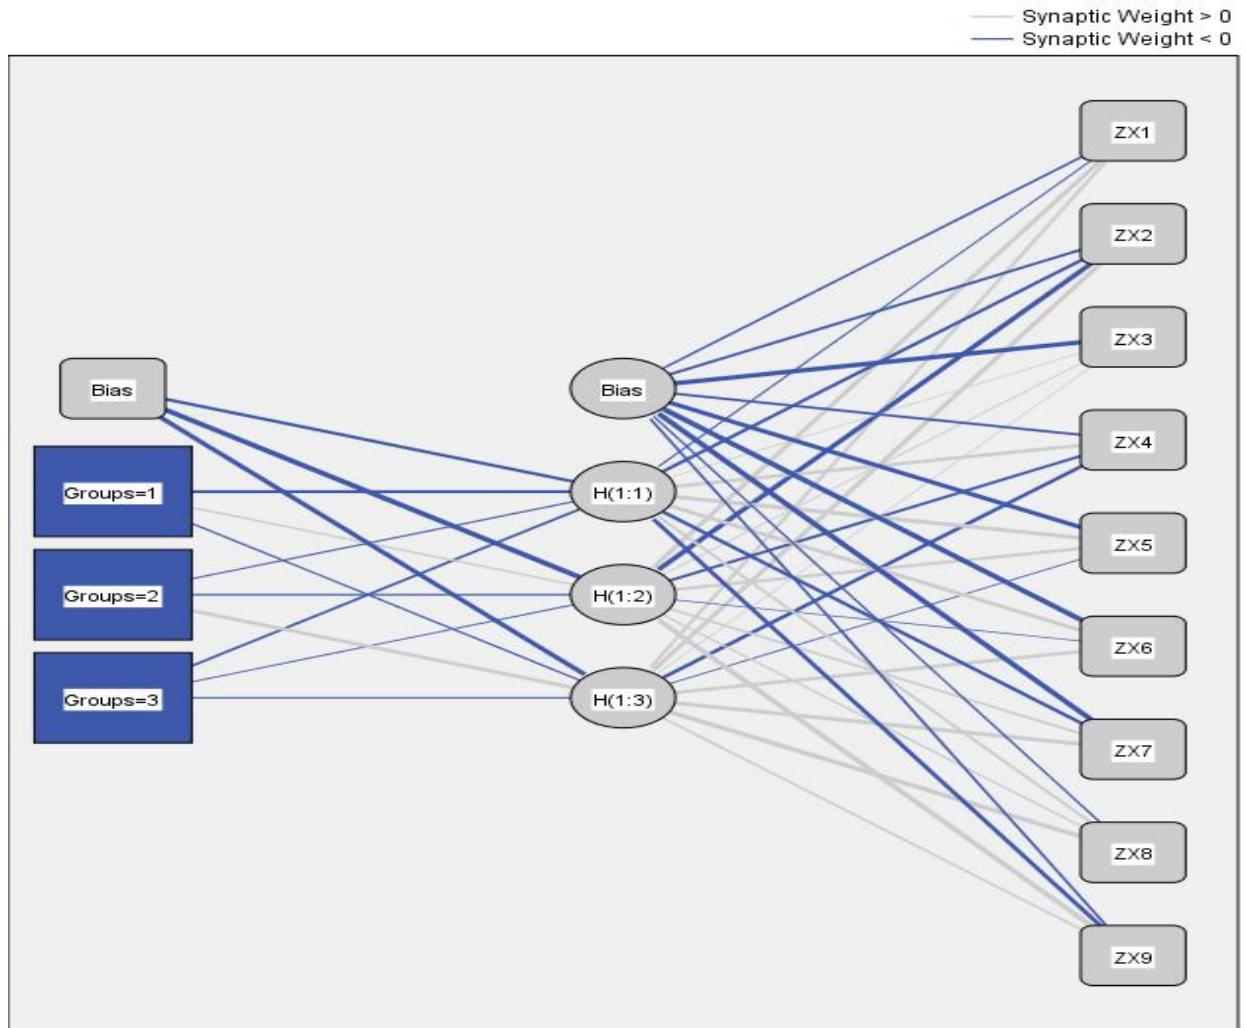 Synaptic Weight > 0
Synaptic Weight < 0
Bias
Groups=1
Groups=2
Groups=3
Bias
H(1:1)
H(1:2)
H(1:3)
ZX1
ZX2
ZX3
ZX4
ZX5
ZX6
ZX7
ZX8
ZX9